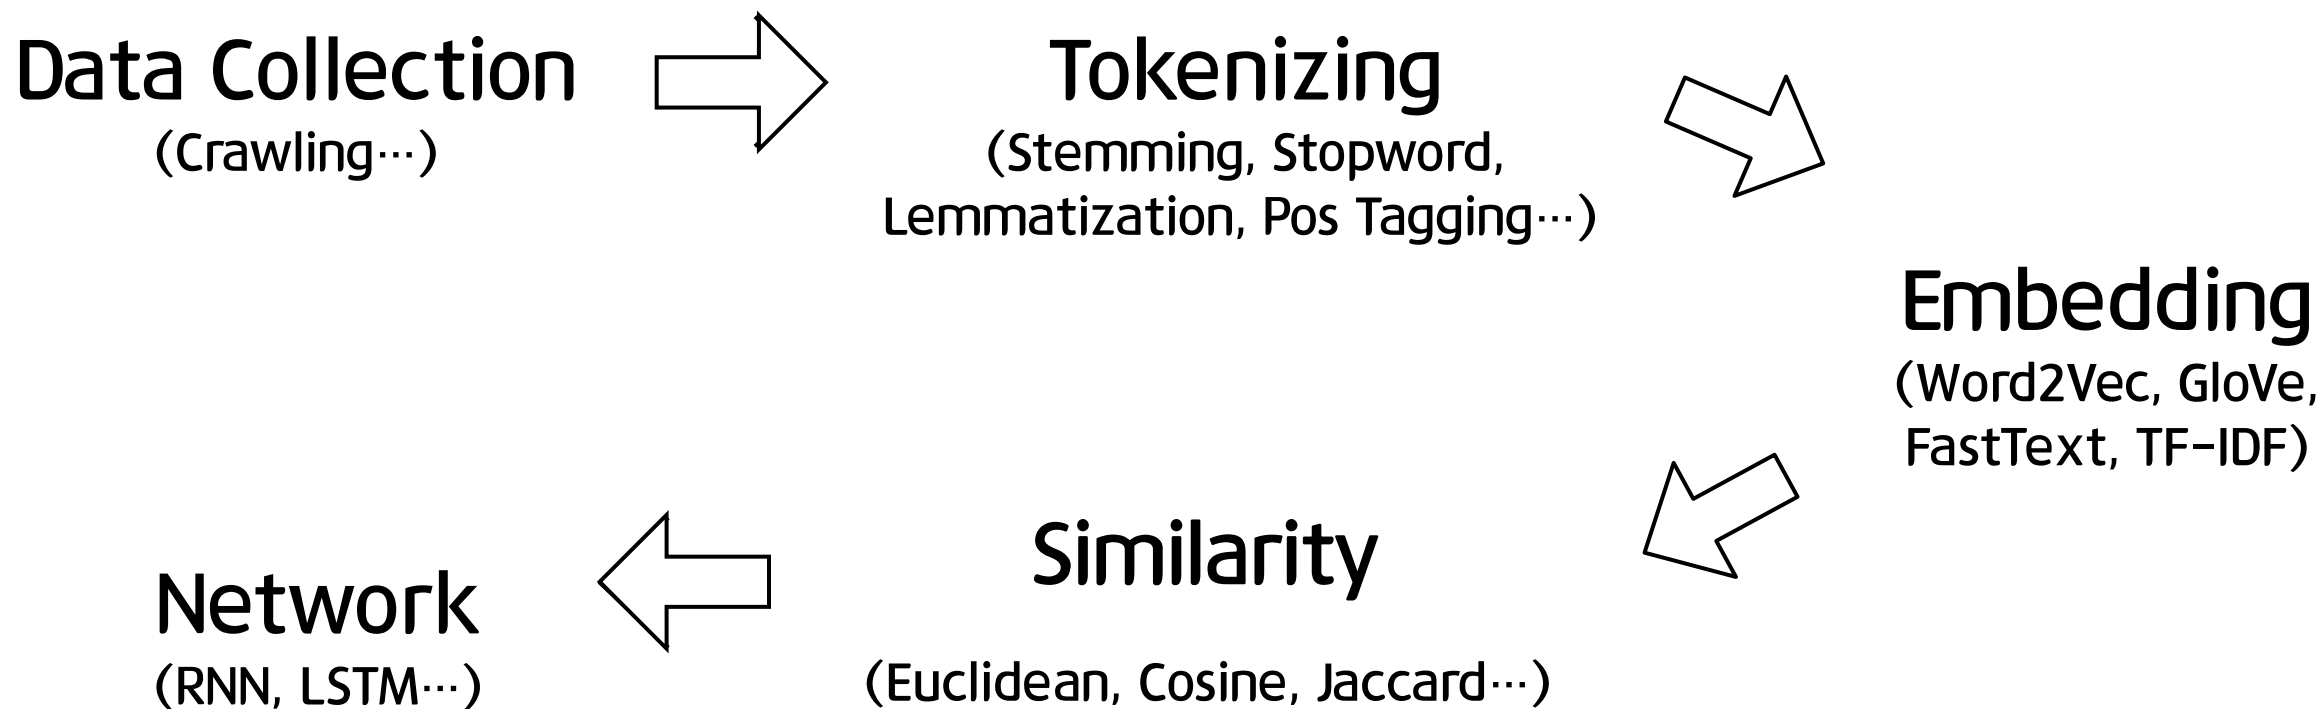 Data Collection
(Crawling…)
Tokenizing
(Stemming, Stopword,
Lemmatization, Pos Tagging…)
Embedding
(Word2Vec, GloVe,
FastText, TF-IDF)
Similarity
(Euclidean, Cosine, Jaccard…)
Network
(RNN, LSTM…)